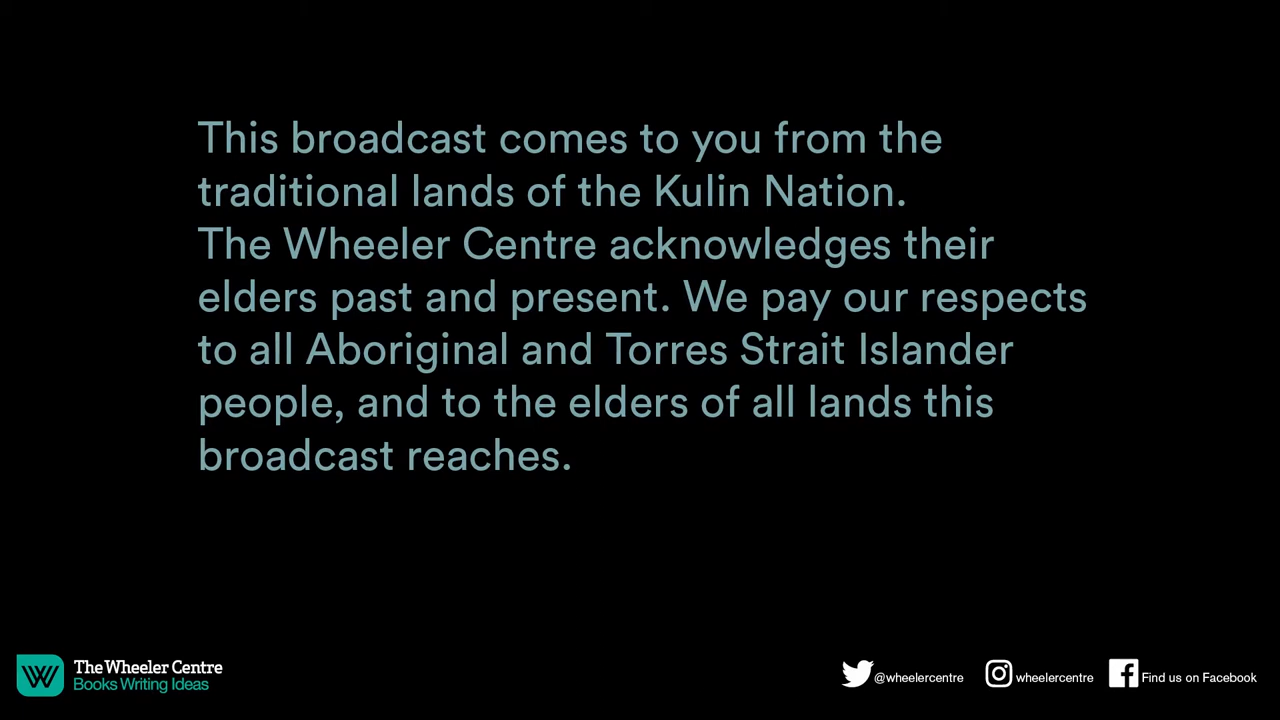 This broadcast comes to you from the
traditional lands of the Kulin Nation.
The Wheeler Centre acknowledges their
elders past and present. We pay our respects
to all Aboriginal and Torres Strait Islander
people, and to the elders of all lands this
broadcast reaches.
The Wheeler Centre
Books Writing Ideas
@wheelercentre
wheelercentre
Find us on Facebook